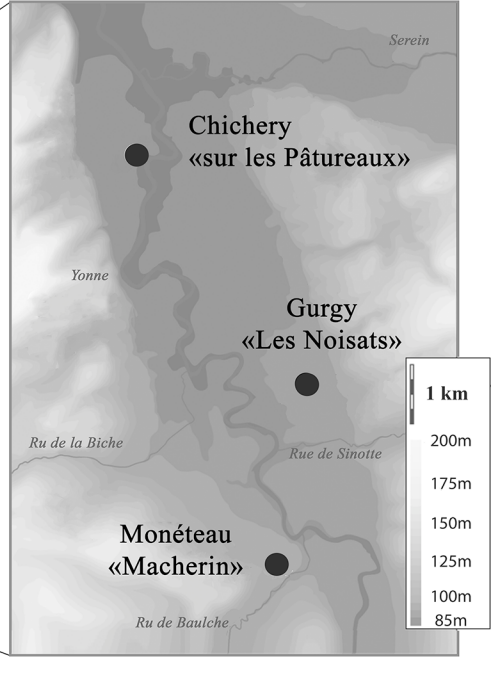 Serein
Chichery
«sur les Pâtureaux»
Yonne
Gurgy
«Les Noisats»
1 km
Ru de la Biche
200m
Rue de Sinotte
175m
150m
Monéteau
«Macherin»
125m
100m
85m
Ru de Baulche